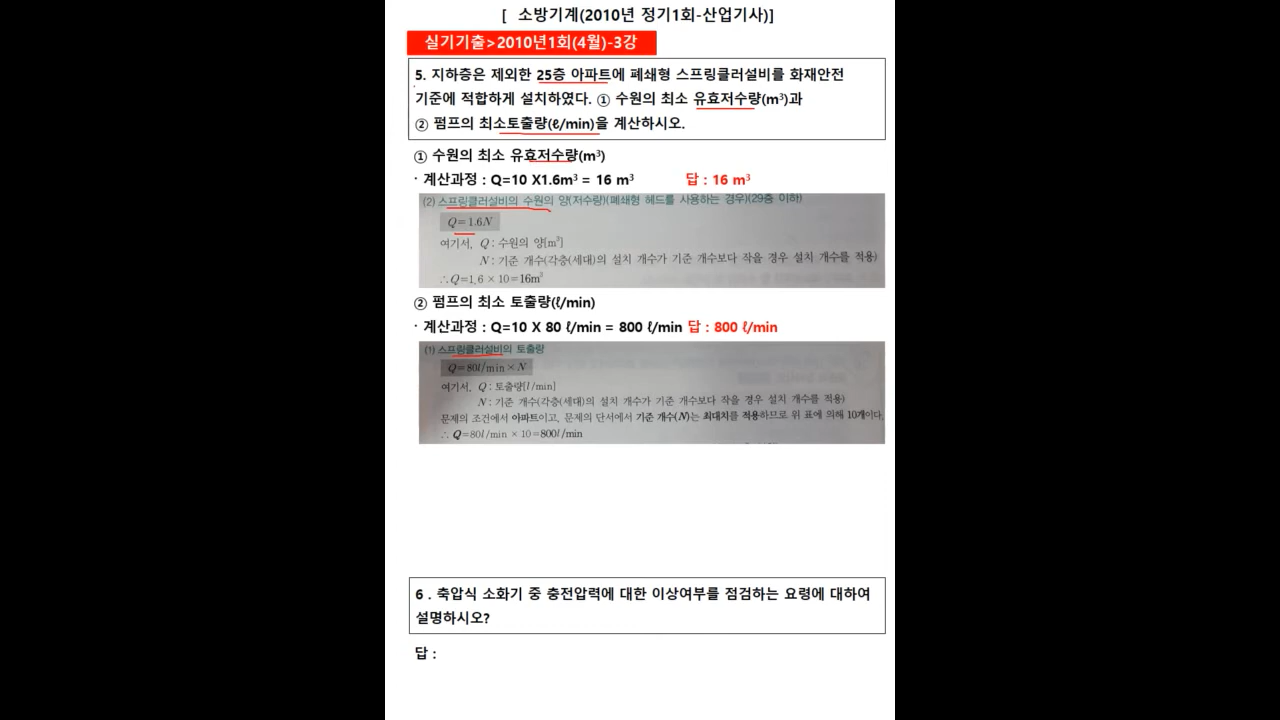 [ 소방기계(2010년 정기1회-산업기사)]
실기기출>2010년1회(4월)-3강
5. 지하층은 제외한 25층 아파트에 폐쇄형 스프링클러설비를 화재안전
기준에 적합하게 설치하였다. ① 수원의 최소 유효저수량(m³)과
② 펌프의 최소토출량(ℓ/min)을 계산하시오.
① 수원의 최소 유효저수량(m³)
· 계산과정 : Q=10 X1.6m³ = 16 m³ 답 : 16 m³
(2) 스프링클러설비의 수원의 양(저수량)(폐쇄형 헤드를 사용하는 경우)(29층 이하)
Q=1.6N
여기서, Q : 수원의 양[m³]
N : 기준 개수(각층(세대)의 설치 개수가 기준 개수보다 작을 경우 설치 개수를 적용)
∴ Q=1.6 × 10=16m³
② 펌프의 최소 토출량(ℓ/min)
· 계산과정 : Q=10 X 80 ℓ/min = 800 ℓ/min 답 : 800 ℓ/min
(1) 스프링클러설비의 토출량
Q=80l/min×N
여기서, Q : 토출량[l/min]
N : 기준 개수(각층(세대)의 설치 개수가 기준 개수보다 작을 경우 설치 개수를 적용)
문제의 조건에서 아파트이고, 문제의 단서에서 기준 개수(N)는 최대치를 적용하므로 위 표에 의해 10개이다.
∴ Q=80l/min × 10=800l/min
6 . 축압식 소화기 중 충전압력에 대한 이상여부를 점검하는 요령에 대하여
설명하시오?
답 :